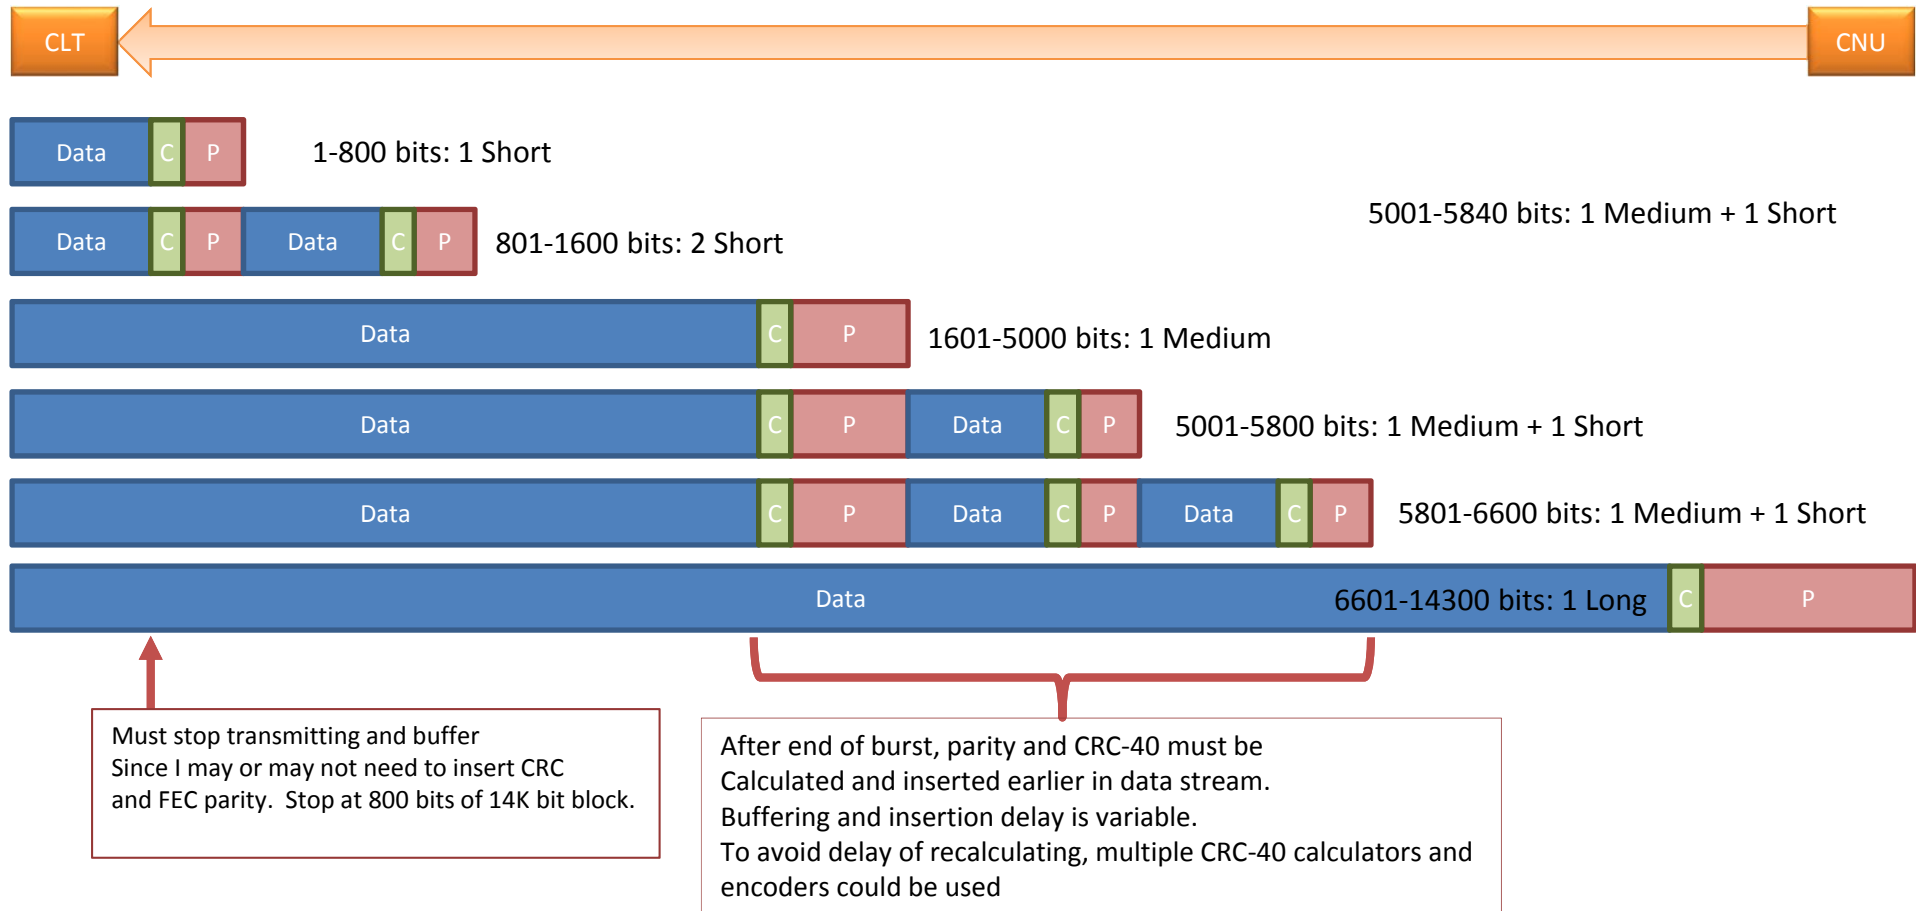 CLT
CNU
Data C P
1-800 bits: 1 Short
5001-5840 bits: 1 Medium + 1 Short
Data C P Data C P
801-1600 bits: 2 Short
Data C P
1601-5000 bits: 1 Medium
Data C P Data C P
5001-5800 bits: 1 Medium + 1 Short
Data C P Data C P Data C P
5801-6600 bits: 1 Medium + 1 Short
Data 6601-14300 bits: 1 Long C P
Must stop transmitting and buffer
Since I may or may not need to insert CRC
and FEC parity. Stop at 800 bits of 14K bit block.
After end of burst, parity and CRC-40 must be
Calculated and inserted earlier in data stream.
Buffering and insertion delay is variable.
To avoid delay of recalculating, multiple CRC-40 calculators and
encoders could be used